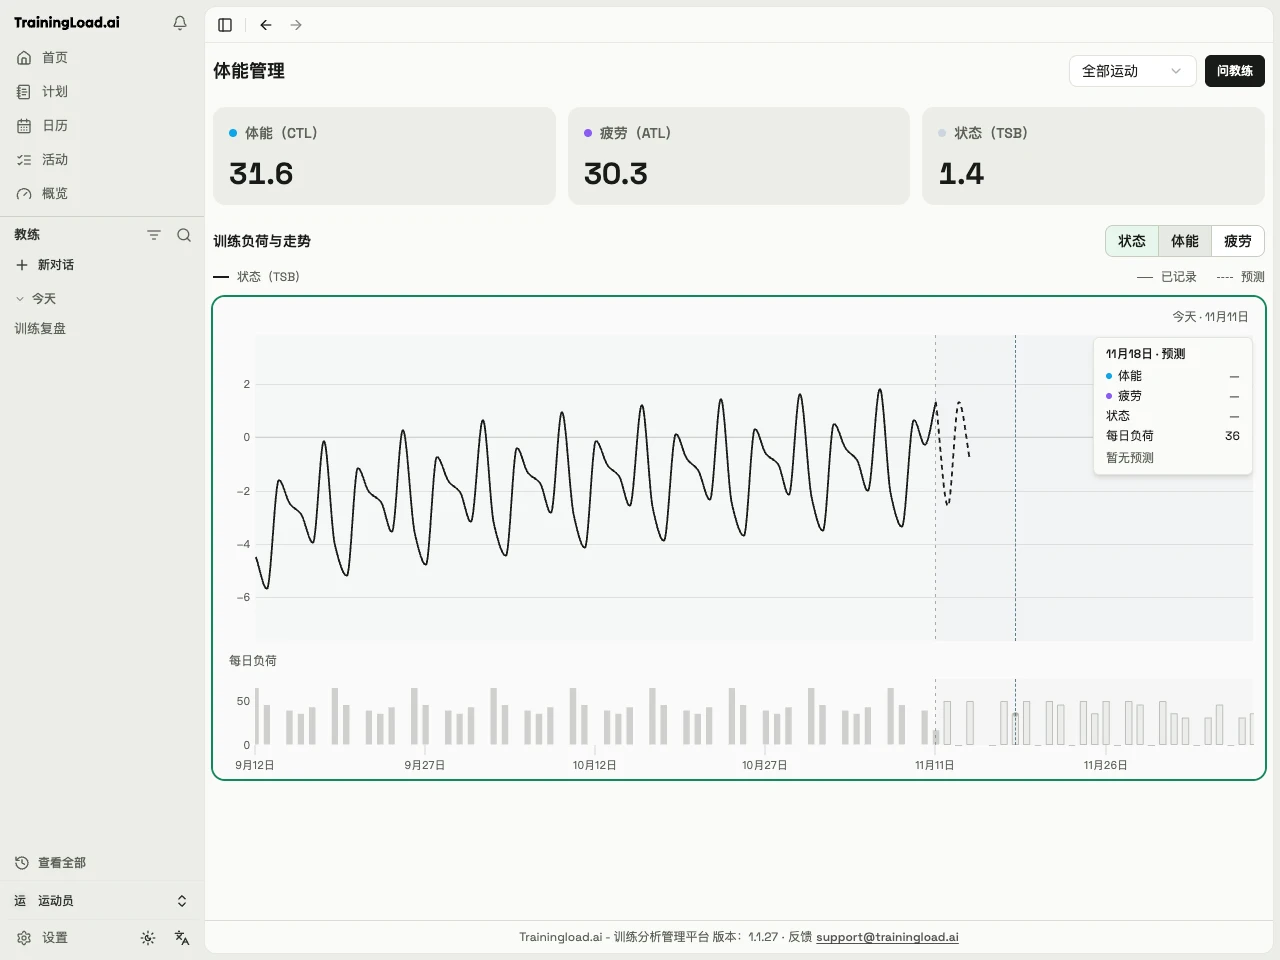 TrainingLoad.ai
首页
计划
日历
活动
概览
教练
新对话
今天
训练复盘
查看全部
运 运动员
设置
体能管理
全部运动
问教练
体能（CTL）
31.6
疲劳（ATL）
30.3
状态（TSB）
1.4
训练负荷与走势
状态 体能 疲劳
状态（TSB）
已记录 预测
今天 · 11月11日
11月18日 · 预测
体能 —
疲劳 —
状态 —
每日负荷 36
暂无预测
2
0
−2
−4
−6
每日负荷
50
0
9月12日 9月27日 10月12日 10月27日 11月11日 11月26日
Trainingload.ai - 训练分析管理平台 版本：1.1.27 · 反馈 support@trainingload.ai